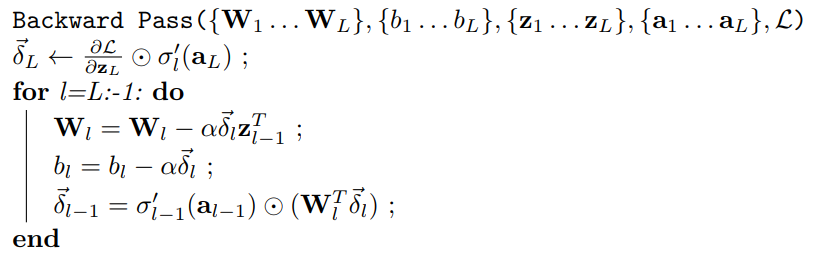 Backward Pass({𝐖₁ … 𝐖_L}, {b₁ … b_L}, {𝐳₁ … 𝐳_L}, {𝐚₁ … 𝐚_L}, ℒ)
δ⃗_L ← ∂ℒ/∂𝐳_L ⊙ σ′_l(𝐚_L) ;
for l=L:-1: do
𝐖_l = 𝐖_l − αδ⃗_l 𝐳^T_{l−1} ;
b_l = b_l − αδ⃗_l ;
δ⃗_{l−1} = σ′_{l−1}(𝐚_{l−1}) ⊙ (𝐖^T_l δ⃗_l) ;
end